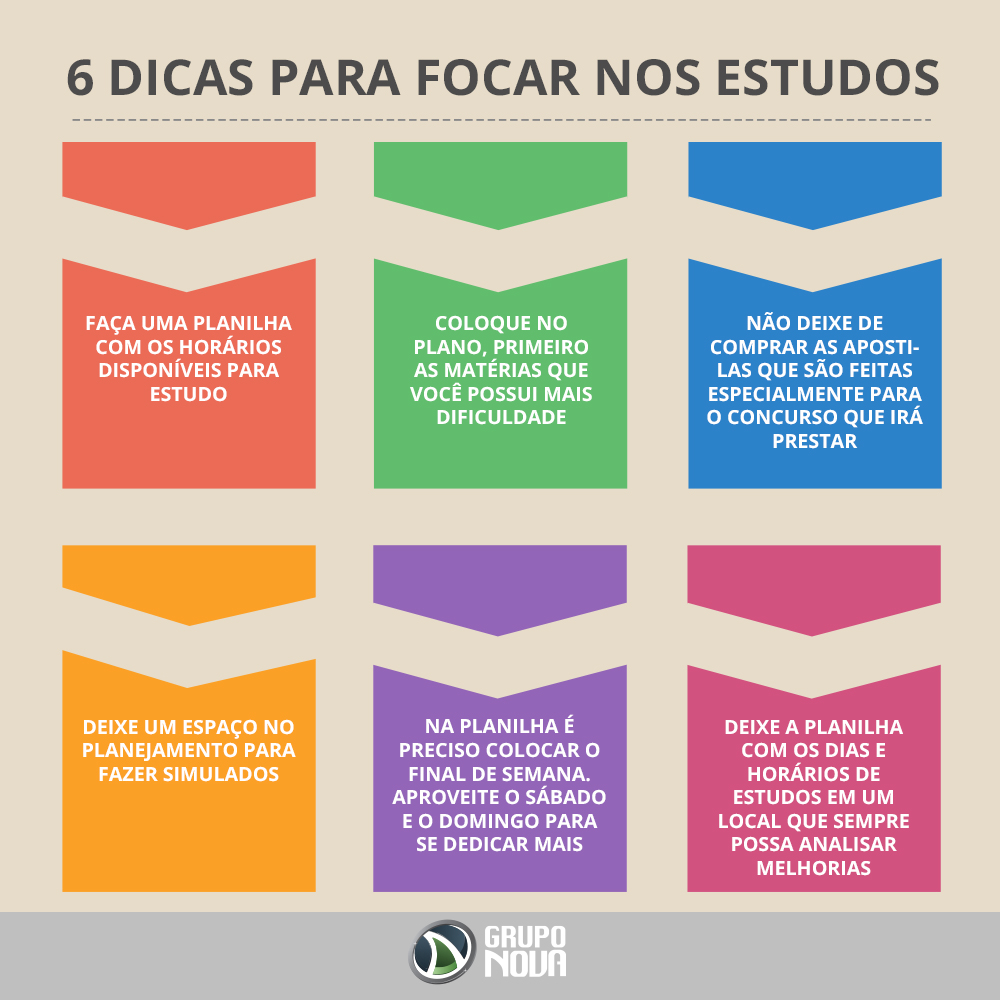 6 DICAS PARA FOCAR NOS ESTUDOS
FAÇA UMA PLANILHA
COM OS HORÁRIOS
DISPONÍVEIS PARA
ESTUDO
COLOQUE NO
PLANO, PRIMEIRO
AS MATÉRIAS QUE
VOCÊ POSSUI MAIS
DIFICULDADE
NÃO DEIXE DE
COMPRAR AS APOSTI-
LAS QUE SÃO FEITAS
ESPECIALMENTE PARA
O CONCURSO QUE IRÁ
PRESTAR
DEIXE UM ESPAÇO NO
PLANEJAMENTO PARA
FAZER SIMULADOS
NA PLANILHA É
PRECISO COLOCAR O
FINAL DE SEMANA.
APROVEITE O SÁBADO
E O DOMINGO PARA
SE DEDICAR MAIS
DEIXE A PLANILHA
COM OS DIAS E
HORÁRIOS DE
ESTUDOS EM UM
LOCAL QUE SEMPRE
POSSA ANALISAR
MELHORIAS
GRUPO
NOVA